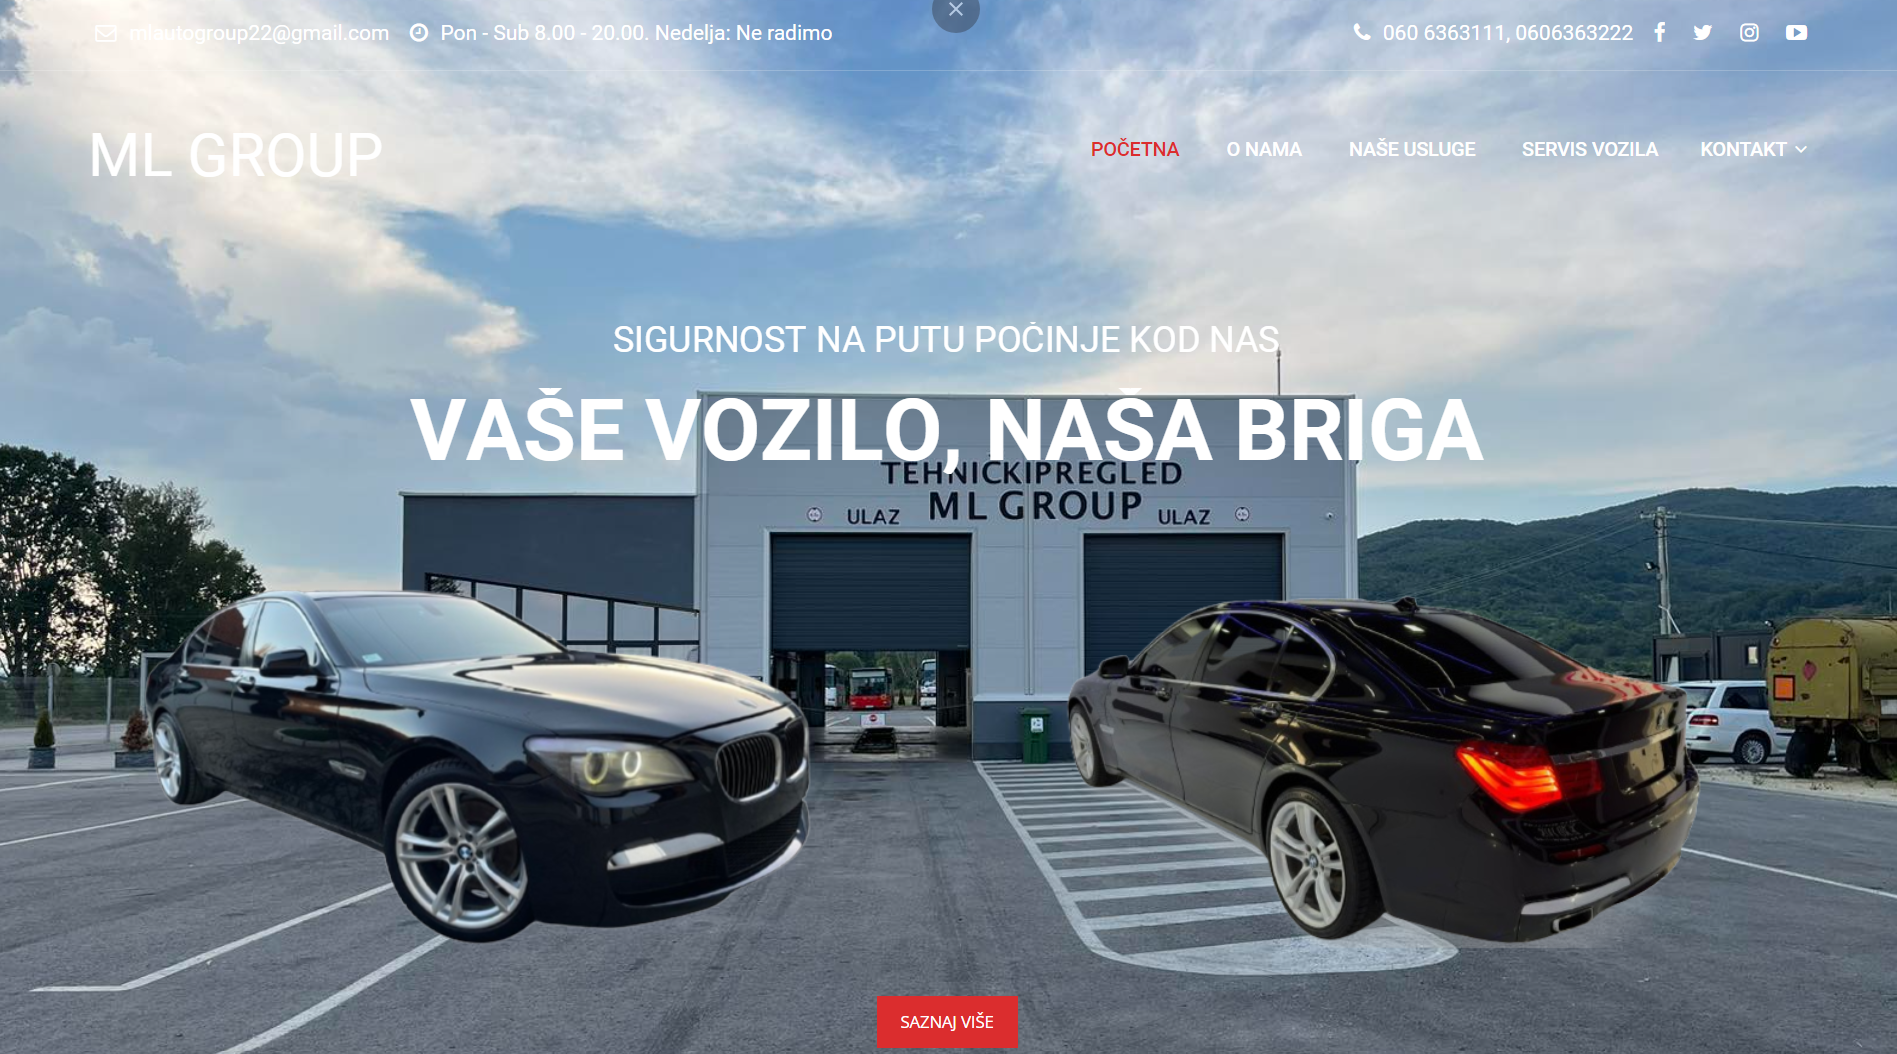 mlautogroup22@gmail.com Pon - Sub 8.00 - 20.00. Nedelja: Ne radimo 060 6363111, 0606363222
ML GROUP
POČETNA O NAMA NAŠE USLUGE SERVIS VOZILA KONTAKT
SIGURNOST NA PUTU POČINJE KOD NAS
VAŠE VOZILO, NAŠA BRIGA
TEHNIČKI PREGLED
ML GROUP
ULAZ ULAZ
SAZNAJ VIŠE